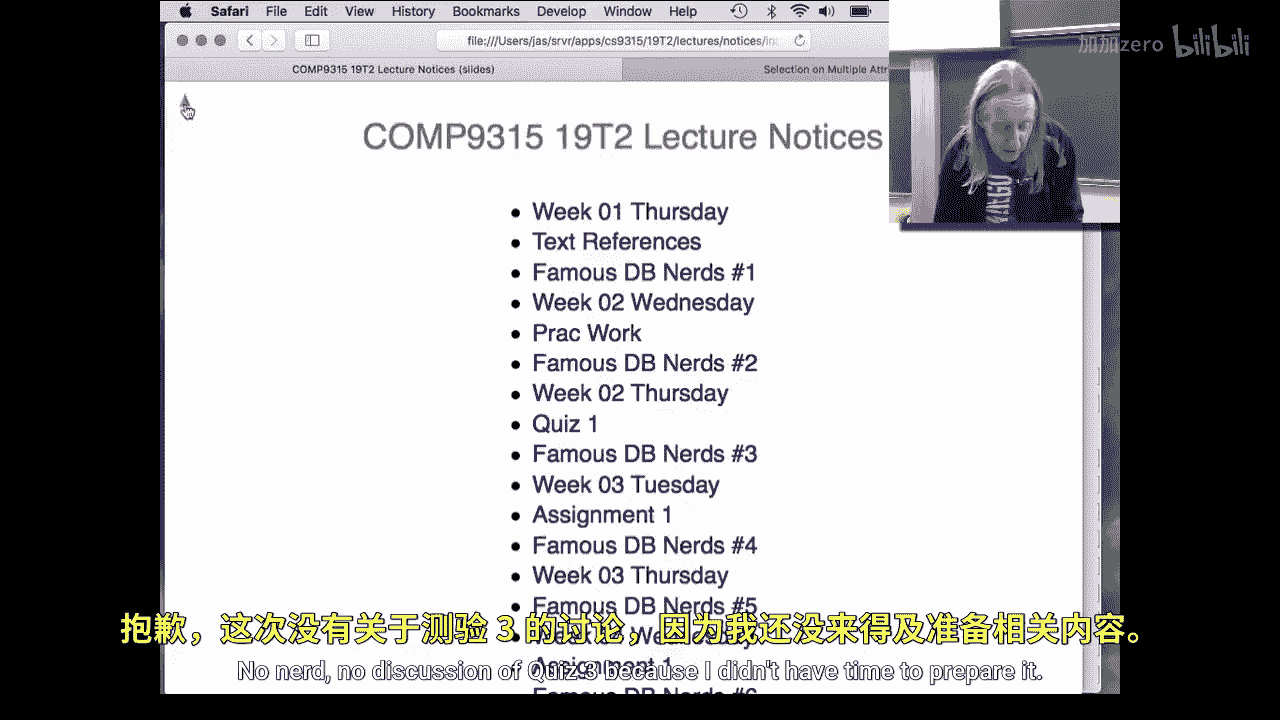 Safari File Edit View History Bookmarks Develop Window Help
加加zero bilibili
file:///Users/jas/srvr/apps/cs9315/19T2/lectures/notices/in
COMP9315 19T2 Lecture Notices (slides)
Selection on Multiple Attr
COMP9315 19T2 Lecture Notices
• Week 01 Thursday
• Text References
• Famous DB Nerds #1
• Week 02 Wednesday
• Prac Work
• Famous DB Nerds #2
• Week 02 Thursday
• Quiz 1
• Famous DB Nerds #3
• Week 03 Tuesday
• Assignment 1
• Famous DB Nerds #4
• Week 03 Thursday
• Famous DB Nerds #5
抱歉，这次没有关于测验 3 的讨论，因为我还没来得及准备相关内容。
• Assignment 1
No nerd, no discussion of Quiz 3 because I didn't have time to prepare it.
• Famous DB Nerds #6